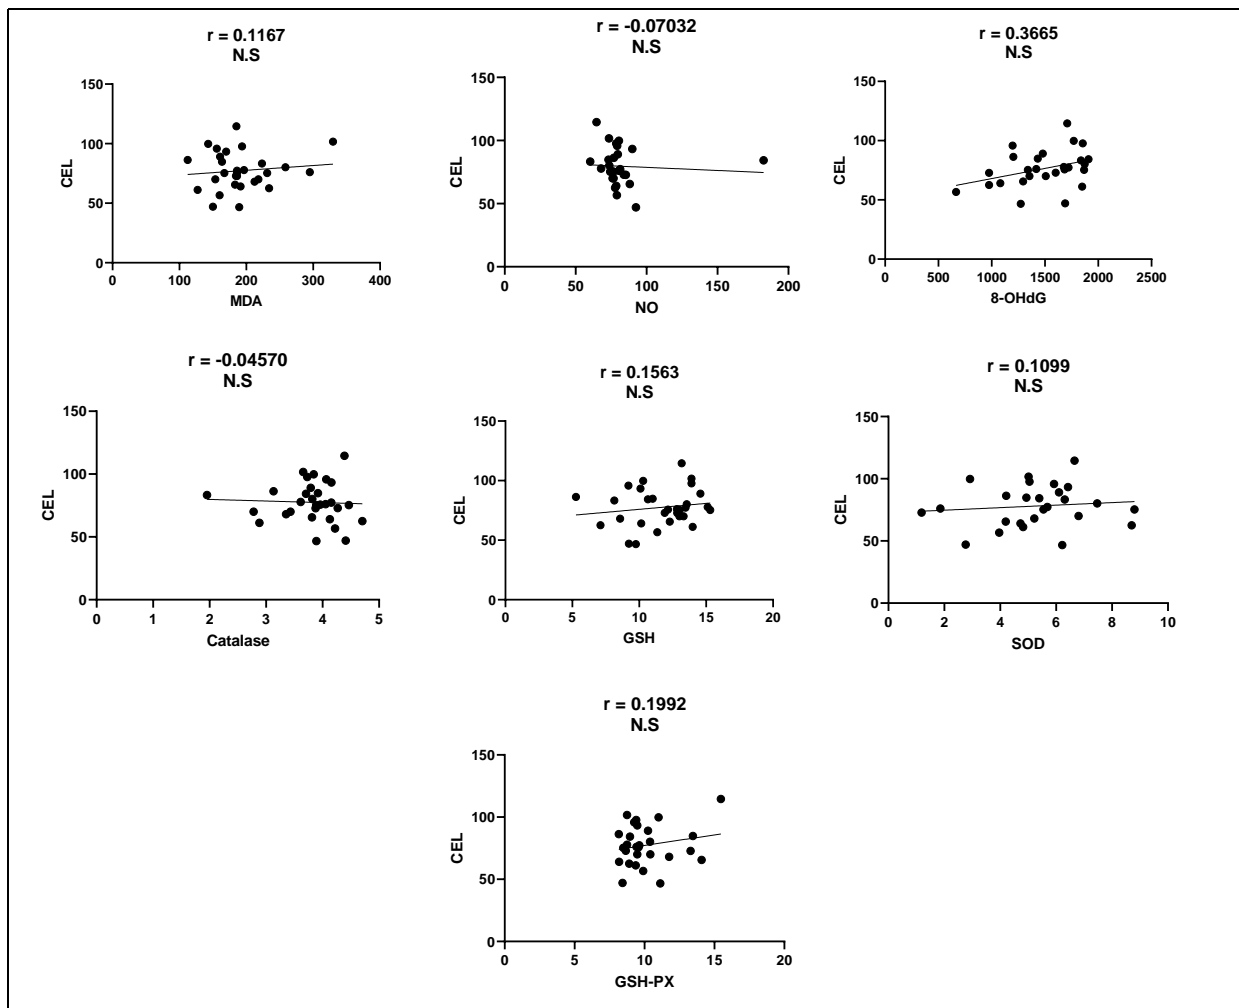 r = 0.1167
N.S
150
100
50
0
CEL
0 100 200 300 400
MDA
r = -0.07032
N.S
150
100
50
0
CEL
0 50 100 150 200
NO
r = 0.3665
N.S
150
100
50
0
CEL
0 500 1000 1500 2000 2500
8-OHdG
r = -0.04570
N.S
150
100
50
0
CEL
0 1 2 3 4 5
Catalase
r = 0.1563
N.S
150
100
50
0
CEL
0 5 10 15 20
GSH
r = 0.1099
N.S
150
100
50
0
CEL
0 2 4 6 8 10
SOD
r = 0.1992
N.S
150
100
50
0
CEL
0 5 10 15 20
GSH-PX